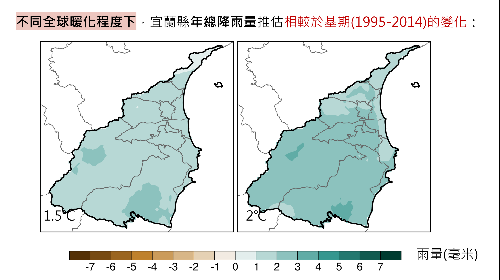 不同全球暖化程度下，宜蘭縣年總降雨量推估相較於基期(1995-2014)的變化：
1.5°C
2°C
-7 -6 -5 -4 -3 -2 -1 0 1 2 3 4 5 6 7
雨量(毫米)